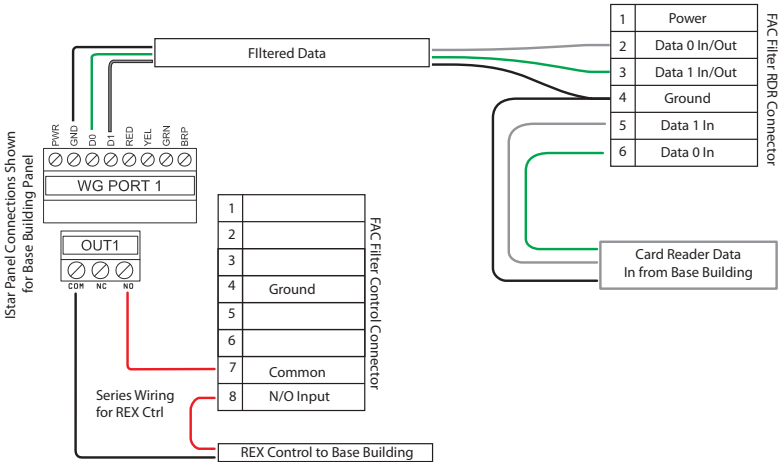 FIltered Data
1 Power
2 Data 0 In/Out
3 Data 1 In/Out
4 Ground
5 Data 1 In
6 Data 0 In
FAC Filter RDR Connector
IStar Panel Connections Shown
for Base Building Panel
PWR GND D0 D1 RED YEL GRN BRP
WG PORT 1
OUT1
COM NC NO
1
2
3
4 Ground
5
6
7 Common
8 N/O Input
FAC Filter Control Connector
Card Reader Data
In from Base Building
Series Wiring
for REX Ctrl
REX Control to Base Building